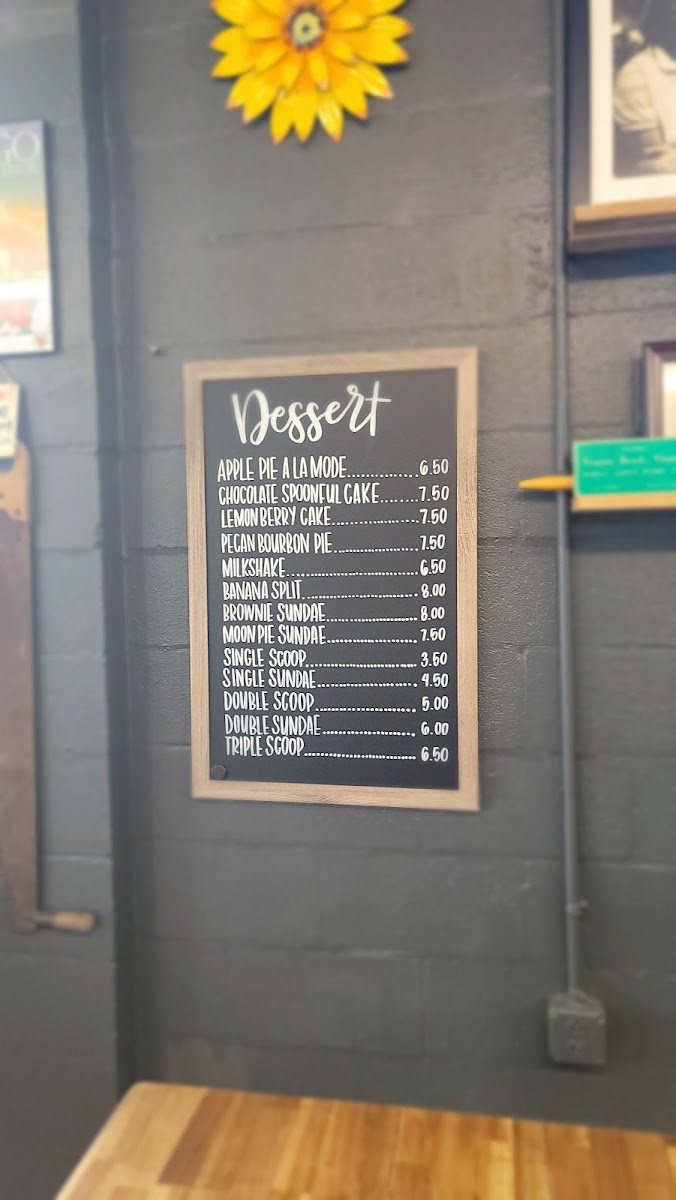 GO
Dessert
APPLE PIE A LA MODE............6.50
CHOCOLATE SPOONFUL CAKE.......7.50
LEMON BERRY CAKE...............7.50
PECAN BOURBON PIE..............7.50
MILKSHAKE......................6.50
BANANA SPLIT...................8.00
BROWNIE SUNDAE................8.00
MOON PIE SUNDAE...............7.50
SINGLE SCOOP...................3.50
SINGLE SUNDAE.................4.50
DOUBLE SCOOP..................5.00
DOUBLE SUNDAE.................6.00
TRIPLE SCOOP...................6.50